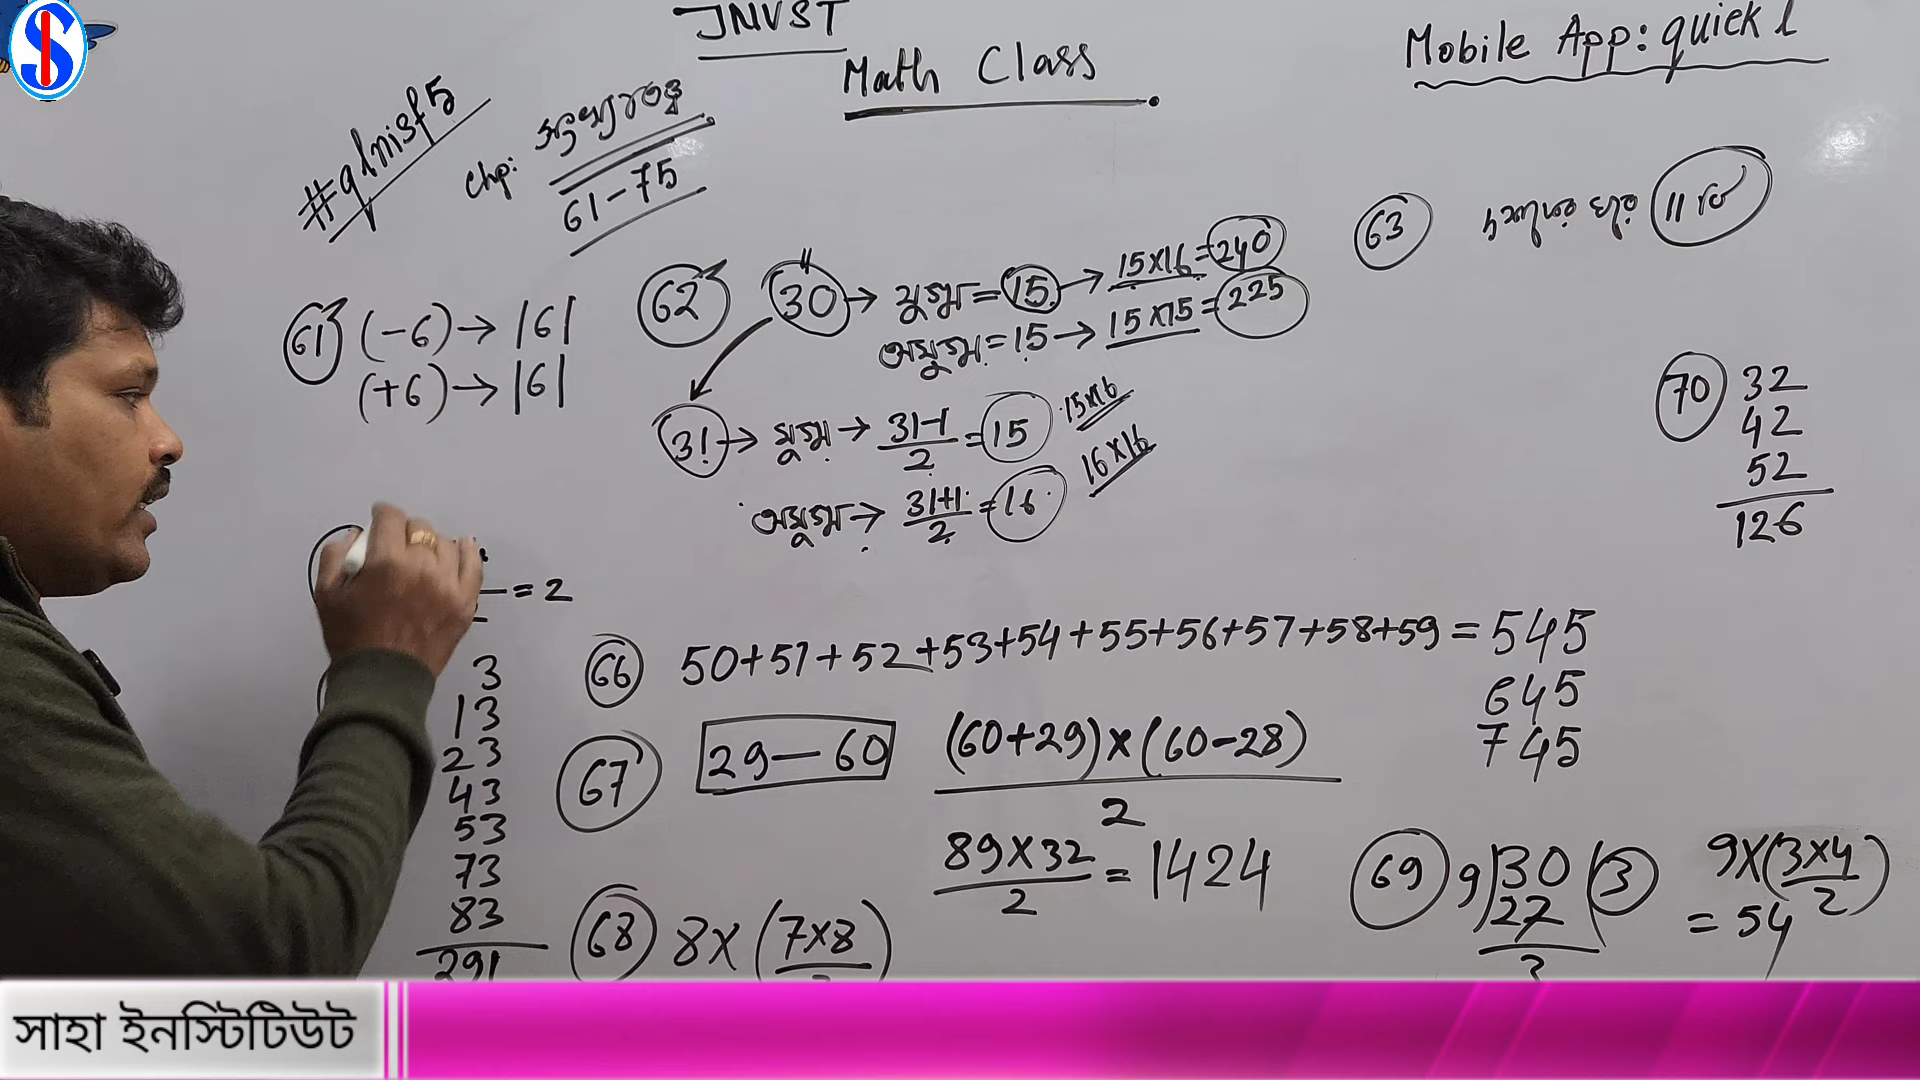 S
JNVST
Math Class
Mobile App: quick l
#qlnisf5
Chp: সংখ্যাতত্ত্ব
61-75
61 (-6) → |6|
(+6) → |6|
62 30 → যুগ্ম = 15 → 15×16 = 240
অযুগ্ম = 15 → 15×15 = 225
31 → যুগ্ম → 31-1/2 = 15 15×16
অযুগ্ম → 31+1/2 = 16 16×16
63 11 টি
70 32
42
52
126
= 2
3
13
23
43
53
73
83
291
66 50+51+52+53+54+55+56+57+58+59 = 545
645
745
67 29—60 (60+29)×(60-28)
2
89×32/2 = 1424
68 8× (7×8
69 9)30(3
27
3
9×(3×4/2)
= 54
সাহা ইনস্টিটিউট